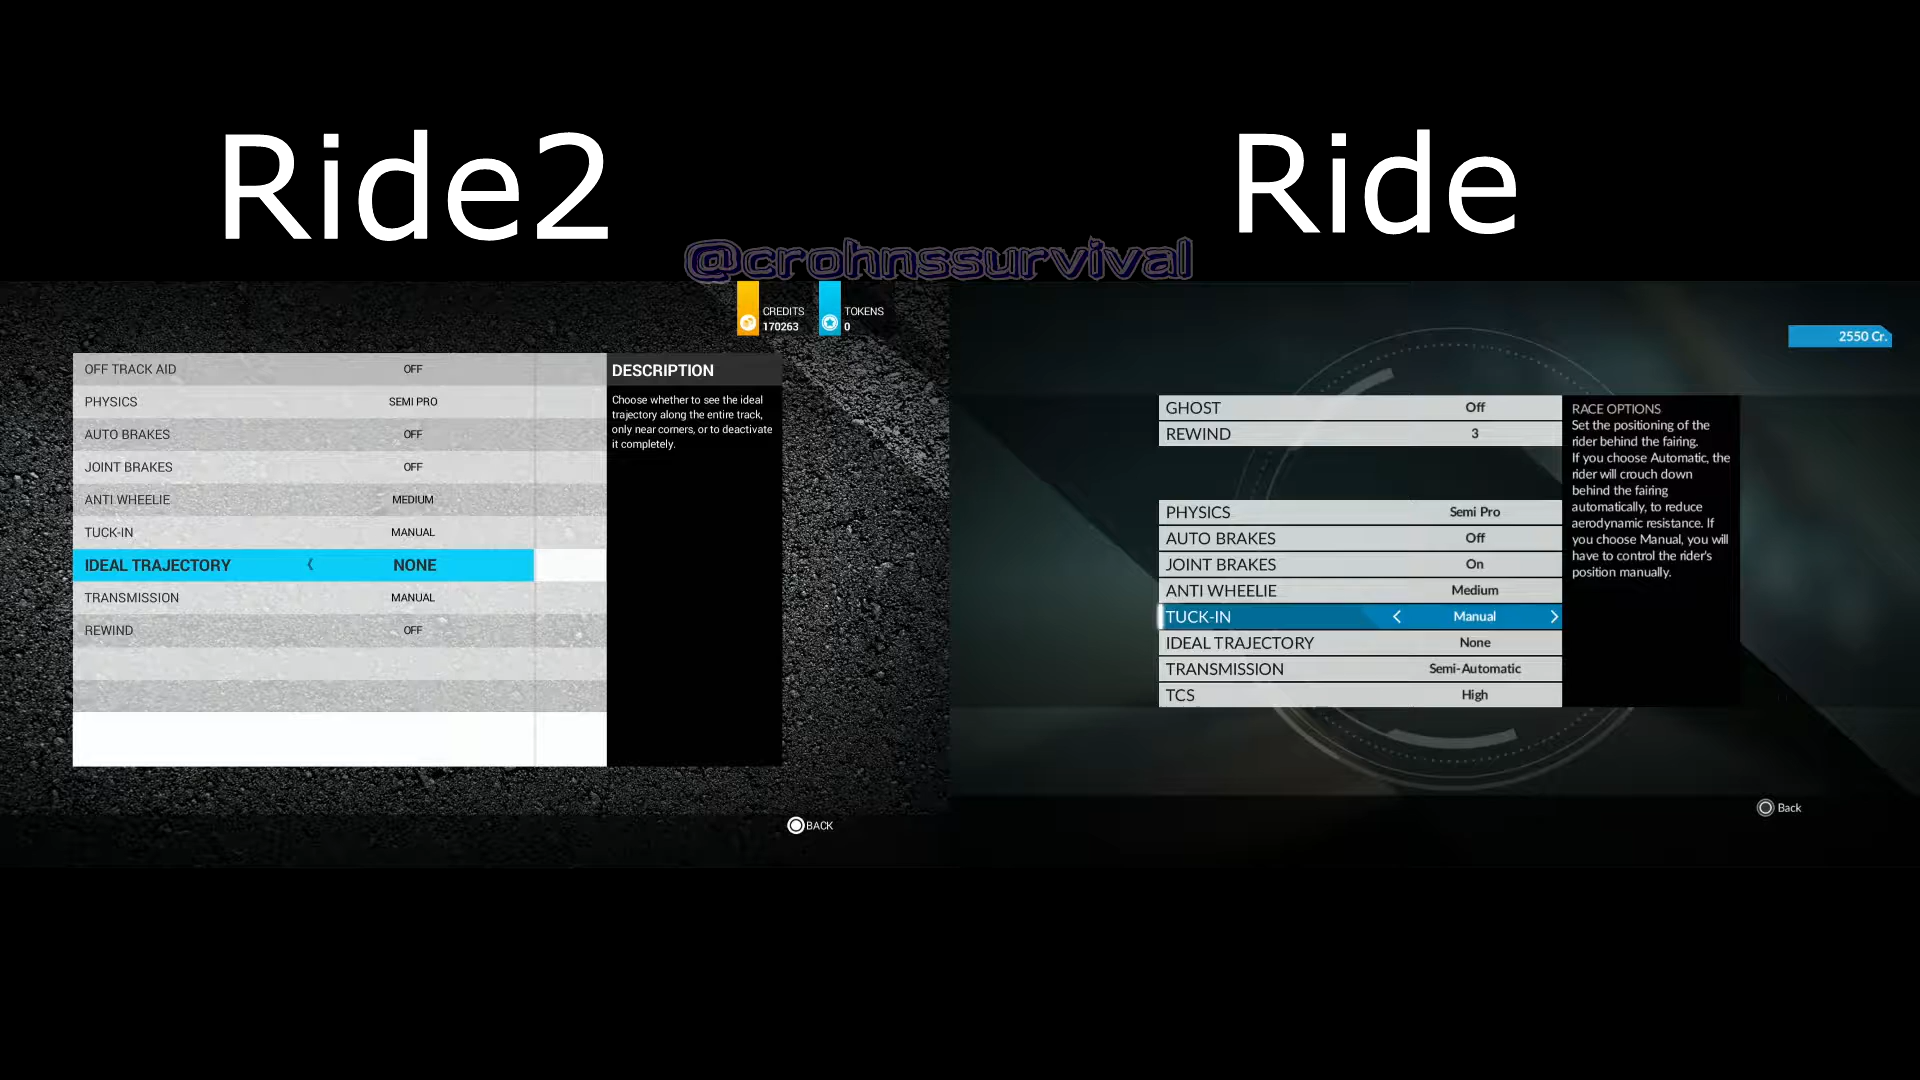 Ride2
Ride
@crohnssurvival
CREDITS
170263
TOKENS
0
OFF TRACK AID OFF
PHYSICS SEMI PRO
AUTO BRAKES OFF
JOINT BRAKES OFF
ANTI WHEELIE MEDIUM
TUCK-IN MANUAL
IDEAL TRAJECTORY NONE
TRANSMISSION MANUAL
REWIND OFF
DESCRIPTION
Choose whether to see the ideal
trajectory along the entire track,
only near corners, or to deactivate
it completely.
BACK
2550 Cr.
GHOST Off
REWIND 3
PHYSICS Semi Pro
AUTO BRAKES Off
JOINT BRAKES On
ANTI WHEELIE Medium
TUCK-IN Manual
IDEAL TRAJECTORY None
TRANSMISSION Semi-Automatic
TCS High
RACE OPTIONS
Set the positioning of the
rider behind the fairing.
If you choose Automatic, the
rider will crouch down
behind the fairing
automatically, to reduce
aerodynamic resistance. If
you choose Manual, you will
have to control the rider's
position manually.
Back